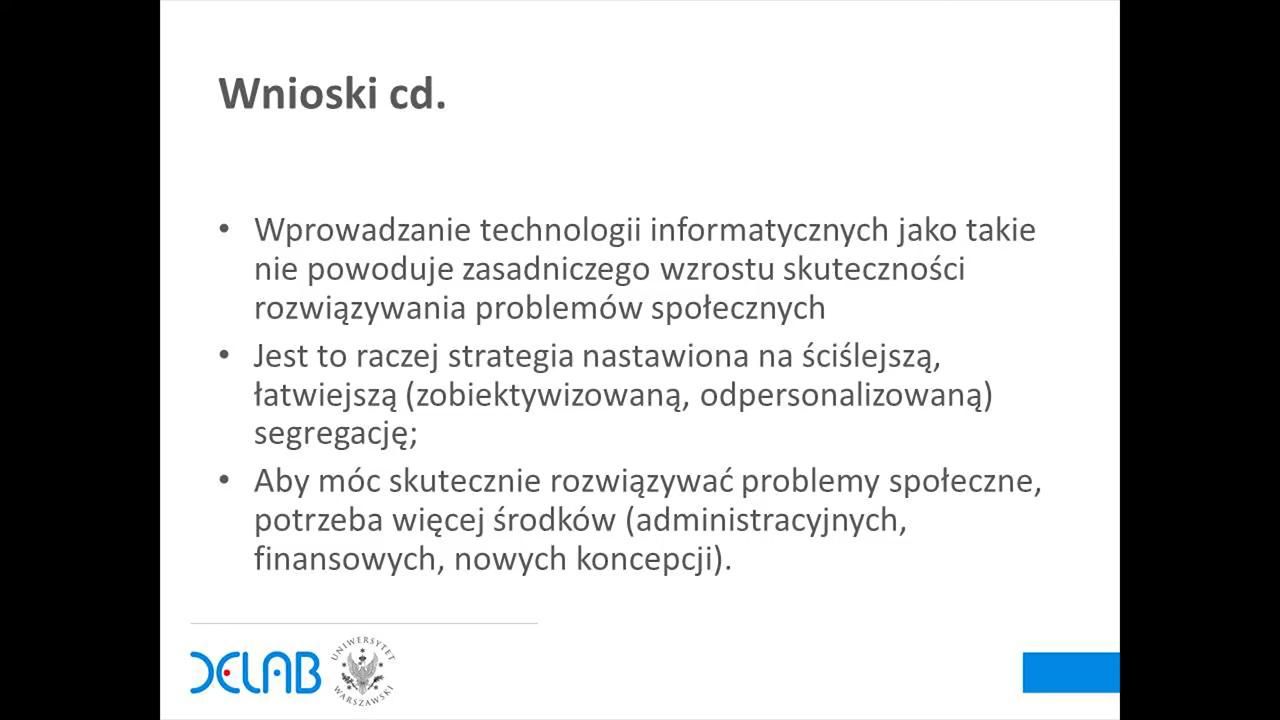 Wnioski cd.
• Wprowadzanie technologii informatycznych jako takie
nie powoduje zasadniczego wzrostu skuteczności
rozwiązywania problemów społecznych
• Jest to raczej strategia nastawiona na ściślejszą,
łatwiejszą (zobiektywizowaną, odpersonalizowaną)
segregację;
• Aby móc skutecznie rozwiązywać problemy społeczne,
potrzeba więcej środków (administracyjnych,
finansowych, nowych koncepcji).
DELAB
UNIWERSYTET
WARSZAWSKI